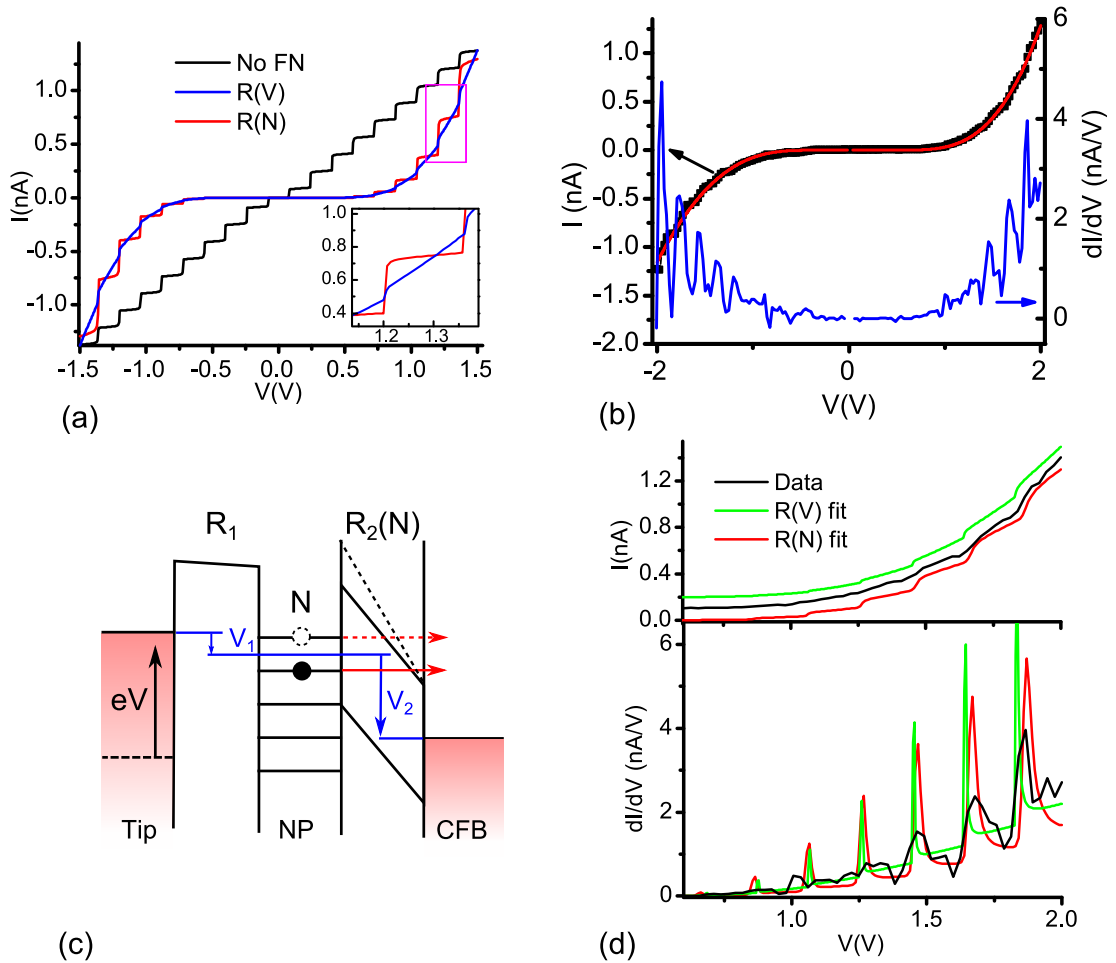 (a)
No FN
R(V)
R(N)
I(nA)
1.0
0.5
0.0
-0.5
-1.0
-1.5 -1.0 -0.5 0.0 0.5 1.0 1.5
V(V)
1.0
0.8
0.6
0.4
1.2 1.3
(b)
I (nA)
1.0
0.5
0.0
-0.5
-1.0
-1.5
-2.0
-2 0 2
V(V)
6
4
2
0
dI/dV (nA/V)
R1
R2(N)
N
V1
eV
V2
Tip
NP
CFB
(c)
Data
R(V) fit
R(N) fit
I(nA)
1.2
0.8
0.4
0.0
dI/dV (nA/V)
6
4
2
0
1.0 1.5 2.0
V(V)
(d)